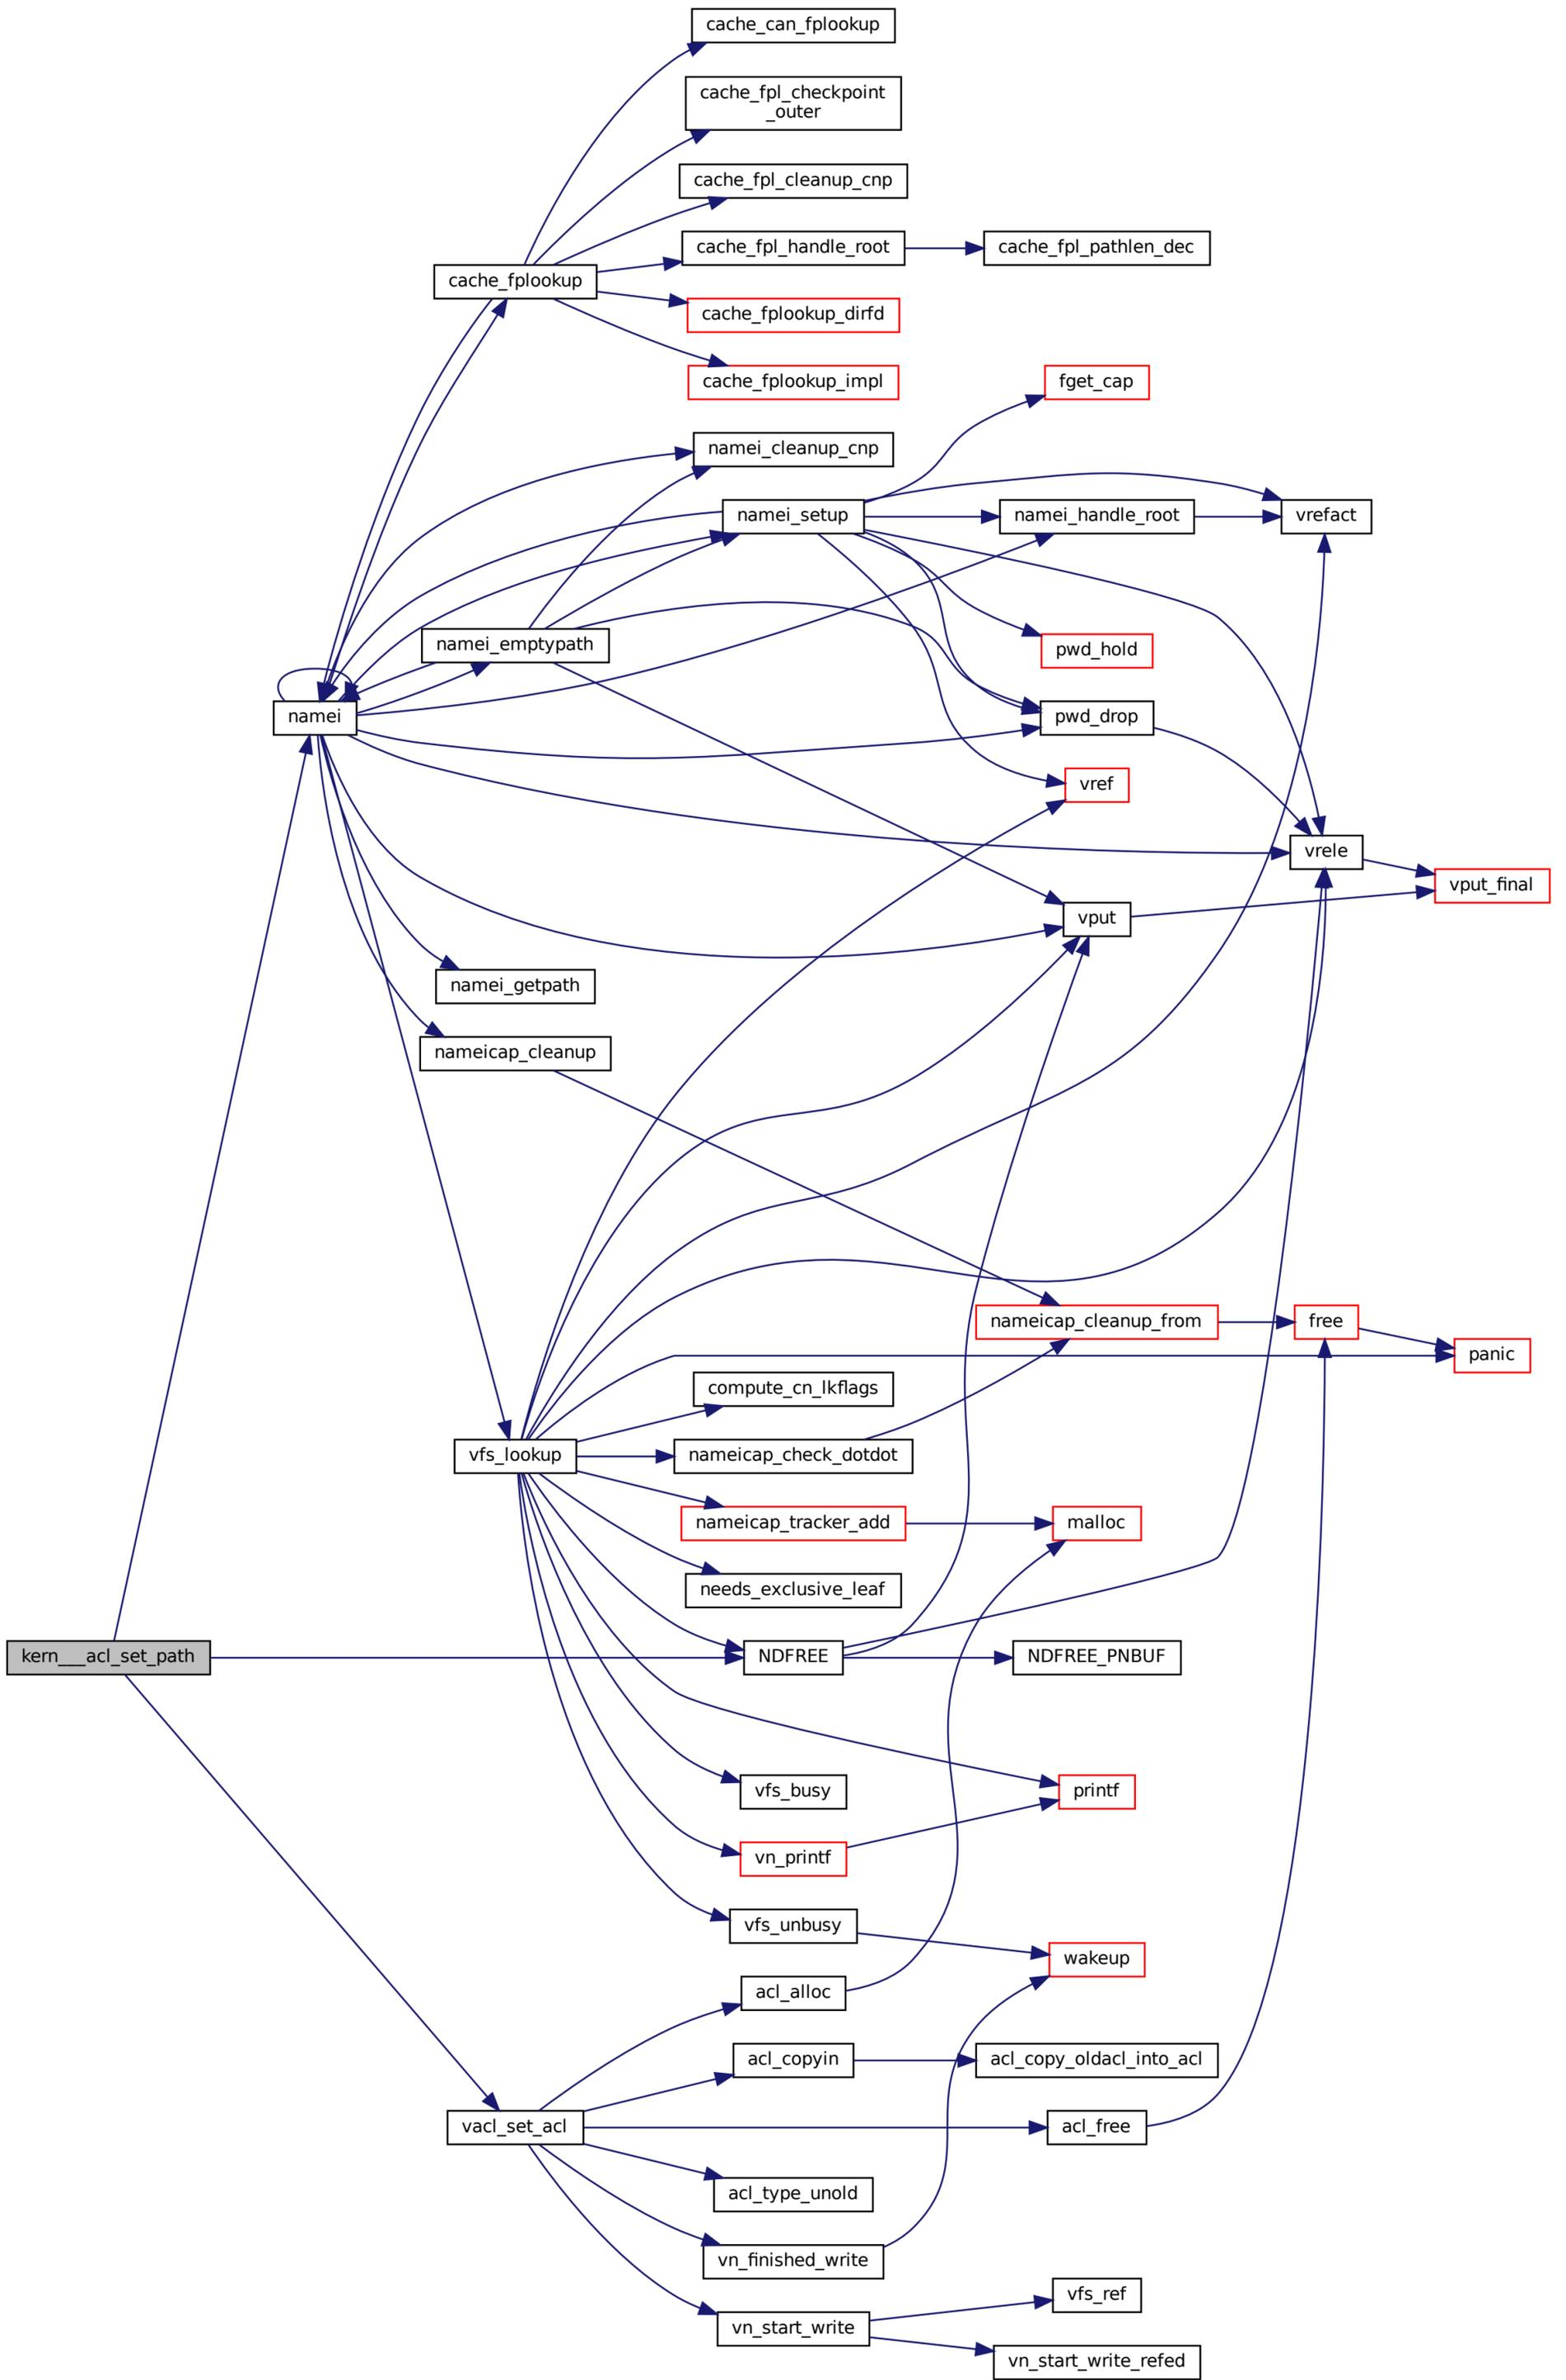 cache_can_fplookup
cache_fpl_checkpoint
_outer
cache_fpl_cleanup_cnp
cache_fpl_handle_root
cache_fpl_pathlen_dec
cache_fplookup
cache_fplookup_dirfd
cache_fplookup_impl
fget_cap
namei_cleanup_cnp
namei_setup
namei_handle_root
vrefact
namei_emptypath
pwd_hold
namei
pwd_drop
vref
vrele
vput_final
vput
namei_getpath
nameicap_cleanup
nameicap_cleanup_from
free
panic
compute_cn_lkflags
vfs_lookup
nameicap_check_dotdot
nameicap_tracker_add
malloc
needs_exclusive_leaf
kern___acl_set_path
NDFREE
NDFREE_PNBUF
vfs_busy
printf
vn_printf
vfs_unbusy
wakeup
acl_alloc
acl_copyin
acl_copy_oldacl_into_acl
vacl_set_acl
acl_free
acl_type_unold
vn_finished_write
vfs_ref
vn_start_write
vn_start_write_refed